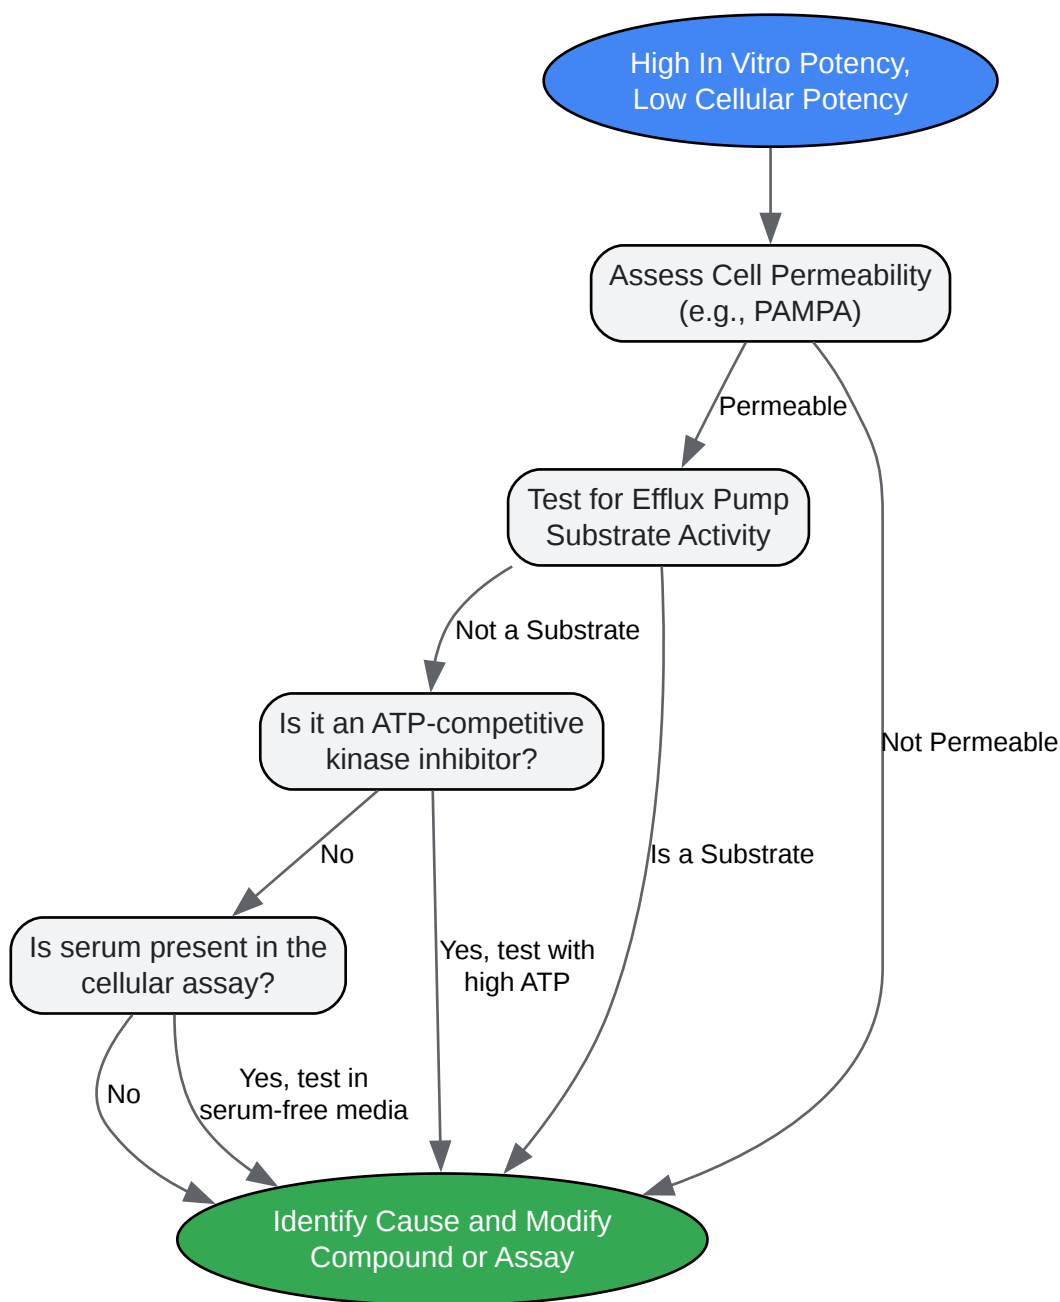 High In Vitro Potency,
Low Cellular Potency
Assess Cell Permeability
(e.g., PAMPA)
Permeable
Test for Efflux Pump
Substrate Activity
Not a Substrate
Is it an ATP-competitive
kinase inhibitor?
Not Permeable
No
Is a Substrate
Is serum present in the
cellular assay?
Yes, test with
high ATP
No
Yes, test in
serum-free media
Identify Cause and Modify
Compound or Assay